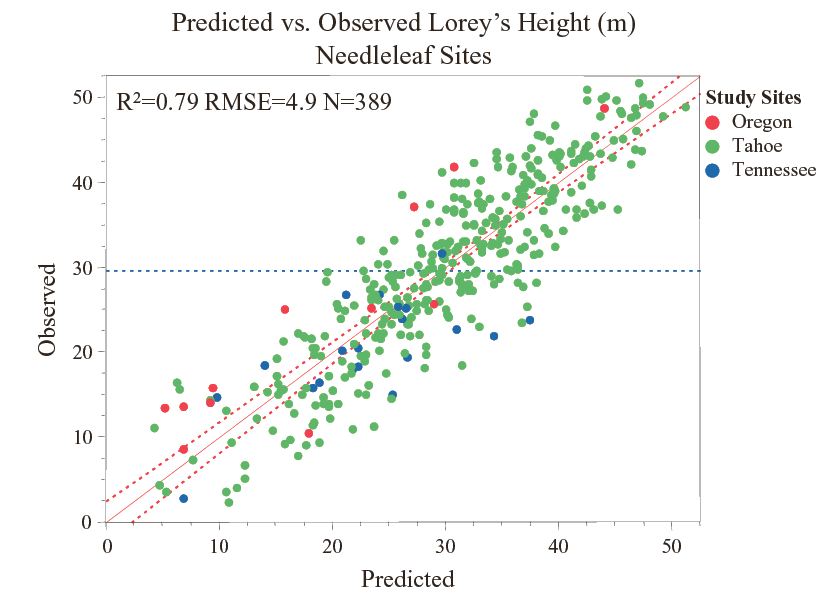 Predicted vs. Observed Lorey’s Height (m)
Needleleaf Sites
R²=0.79 RMSE=4.9 N=389
Study Sites
Oregon
Tahoe
Tennessee
50
40
30
20
10
0
Observed
0 10 20 30 40 50
Predicted